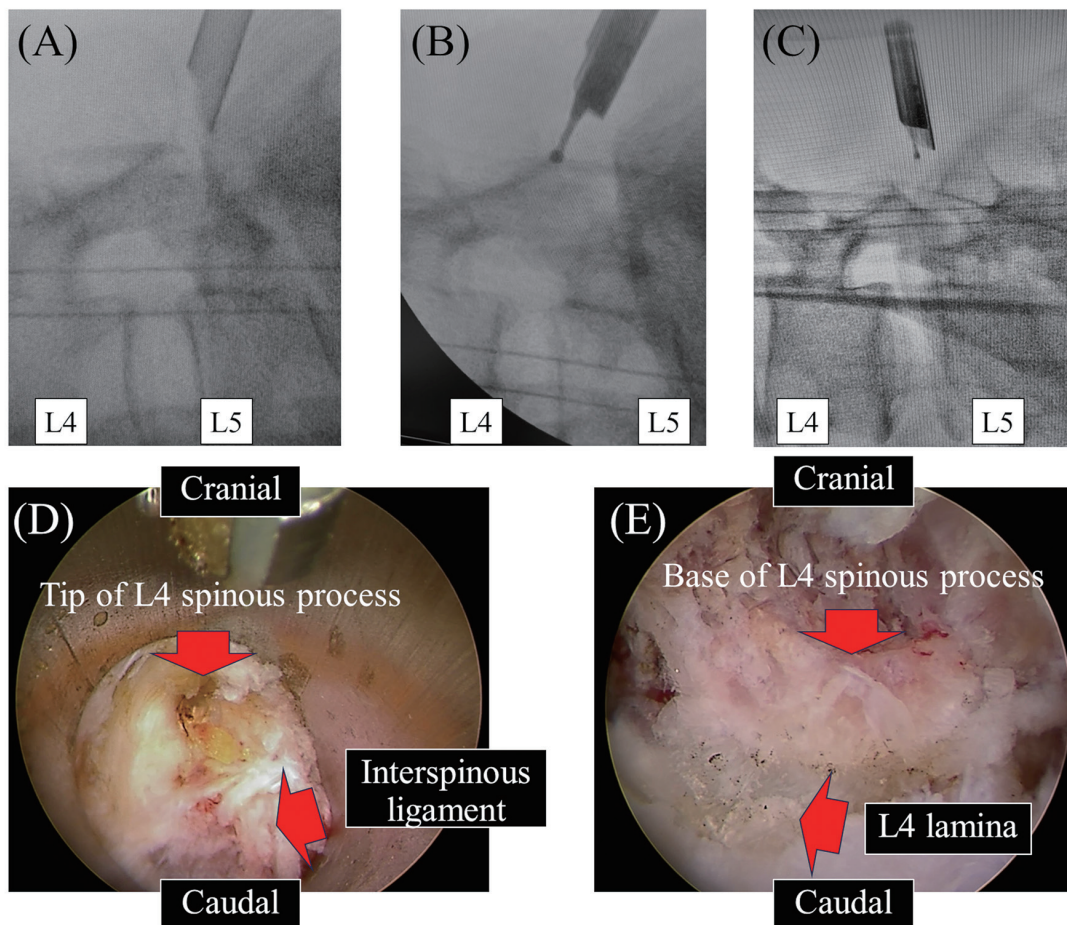 (A)
(B)
(C)
L4
L5
L4
L5
L4
L5
Cranial
Cranial
(D)
(E)
Tip of L4 spinous process
Base of L4 spinous process
Interspinous
ligament
L4 lamina
Caudal
Caudal